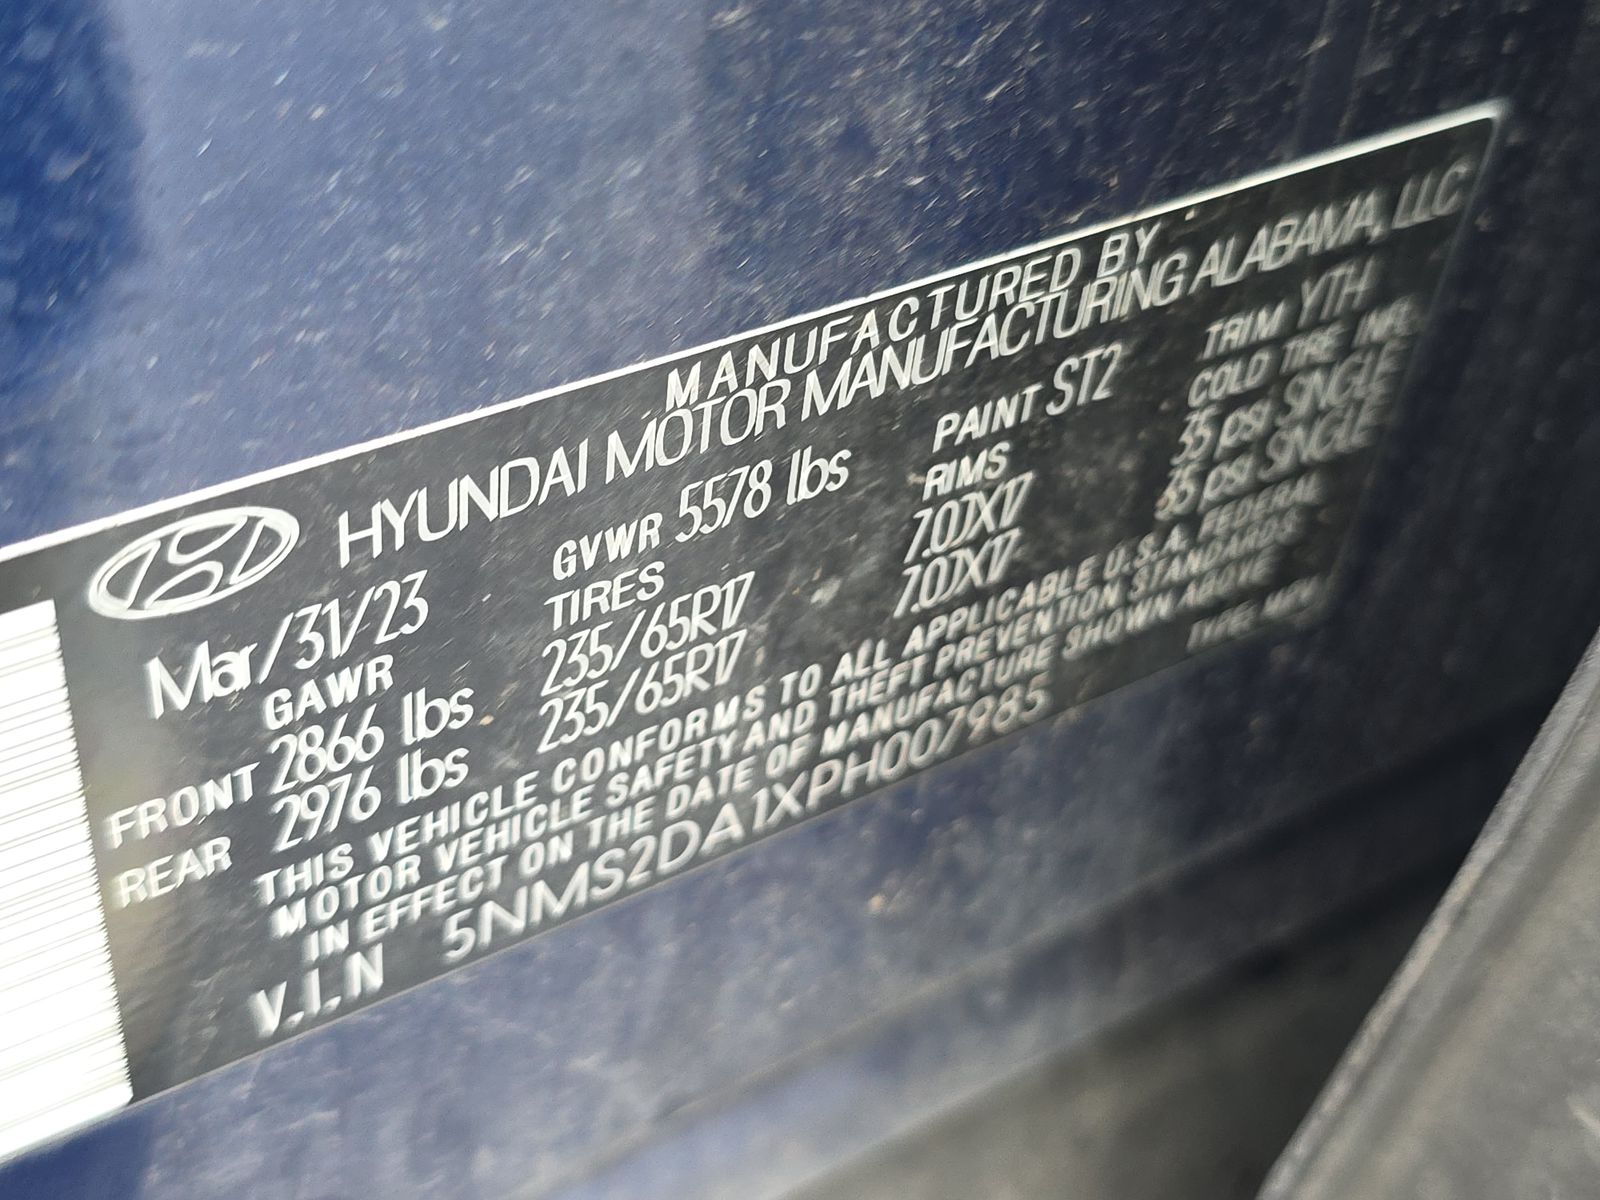 MANUFACTURED BY
HYUNDAI MOTOR MANUFACTURING ALABAMA, LLC
Mar/31/23 GVWR 5578 lbs PAINT ST2 TRIM YTH
GAWR TIRES RIMS COLD TIRE INFL
FRONT 2866 lbs 235/65R17 7.0JX17 35 psi SINGLE
REAR 2976 lbs 235/65R17 7.0JX17 35 psi SINGLE
THIS VEHICLE CONFORMS TO ALL APPLICABLE U.S.A. FEDERAL
MOTOR VEHICLE SAFETY AND THEFT PREVENTION STANDARDS
IN EFFECT ON THE DATE OF MANUFACTURE SHOWN ABOVE
V.I.N 5NMS2DA1XPH007985 TYPE: MPV